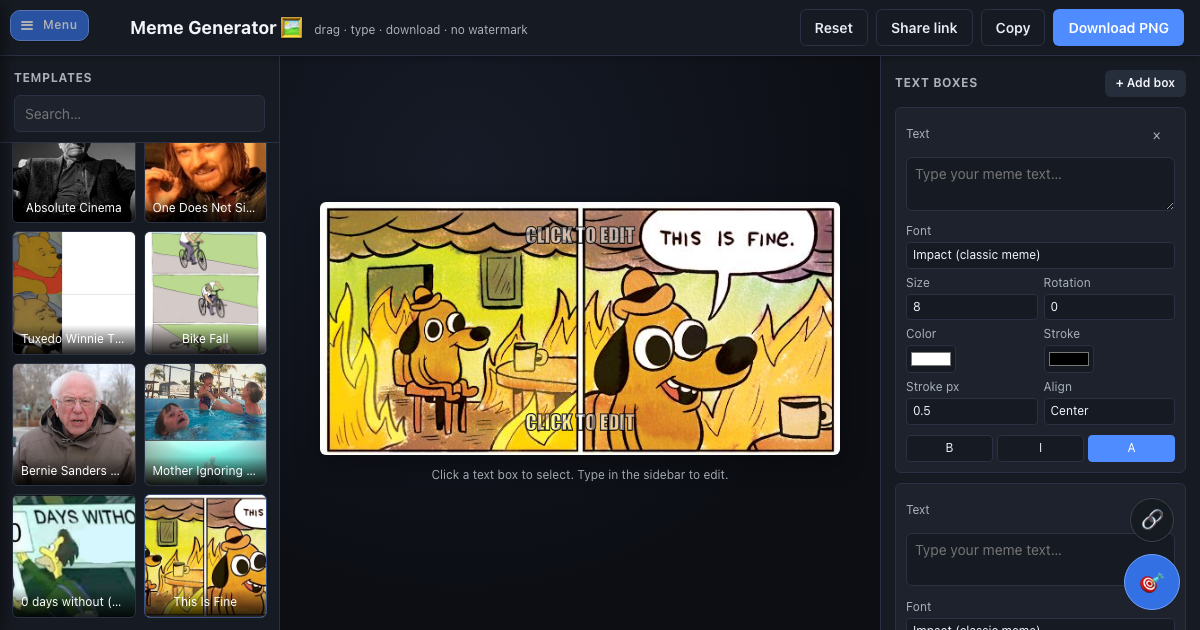 Menu
Meme Generator
drag · type · download · no watermark
Reset
Share link
Copy
Download PNG
TEMPLATES
Search...
Absolute Cinema
One Does Not Si...
Tuxedo Winnie T...
Bike Fall
Bernie Sanders ...
Mother Ignoring ...
DAYS WITHO
0
0 days without (...
THIS
This Is Fine
CLICK TO EDIT
THIS IS FINE.
CLICK TO EDIT
Click a text box to select. Type in the sidebar to edit.
TEXT BOXES
+ Add box
Text
×
Type your meme text...
Font
Impact (classic meme)
Size
Rotation
8
0
Color
Stroke
Stroke px
Align
0.5
Center
B
I
A
Text
Type your meme text...
Font
Impact (classic meme)